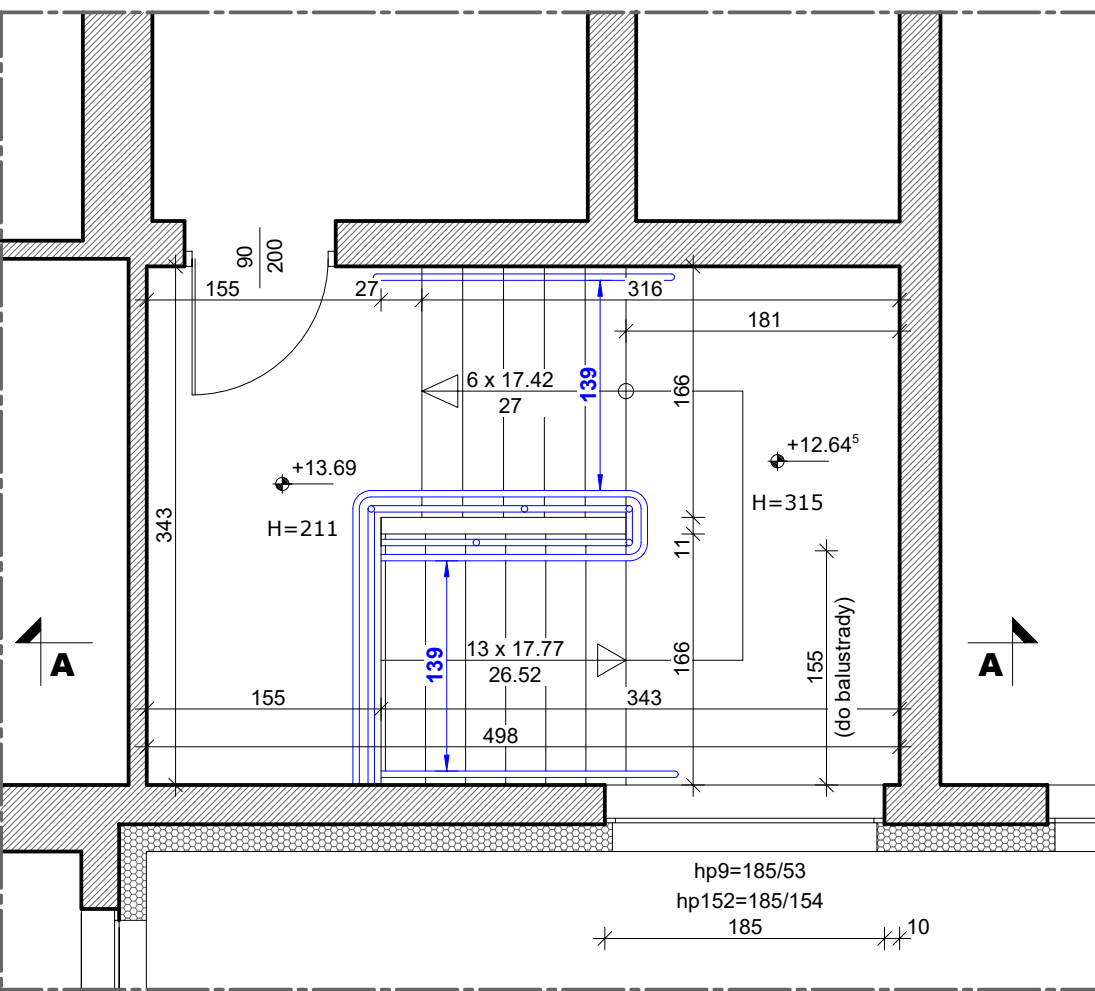 90
200
155
27
316
181
6 x 17.42
27
139
166
+13.69
+12.64⁵
H=211
H=315
343
11
A
A
13 x 17.77
26.52
139
166
155
(do balustrady)
155
343
498
hp9=185/53
hp152=185/154
185
10